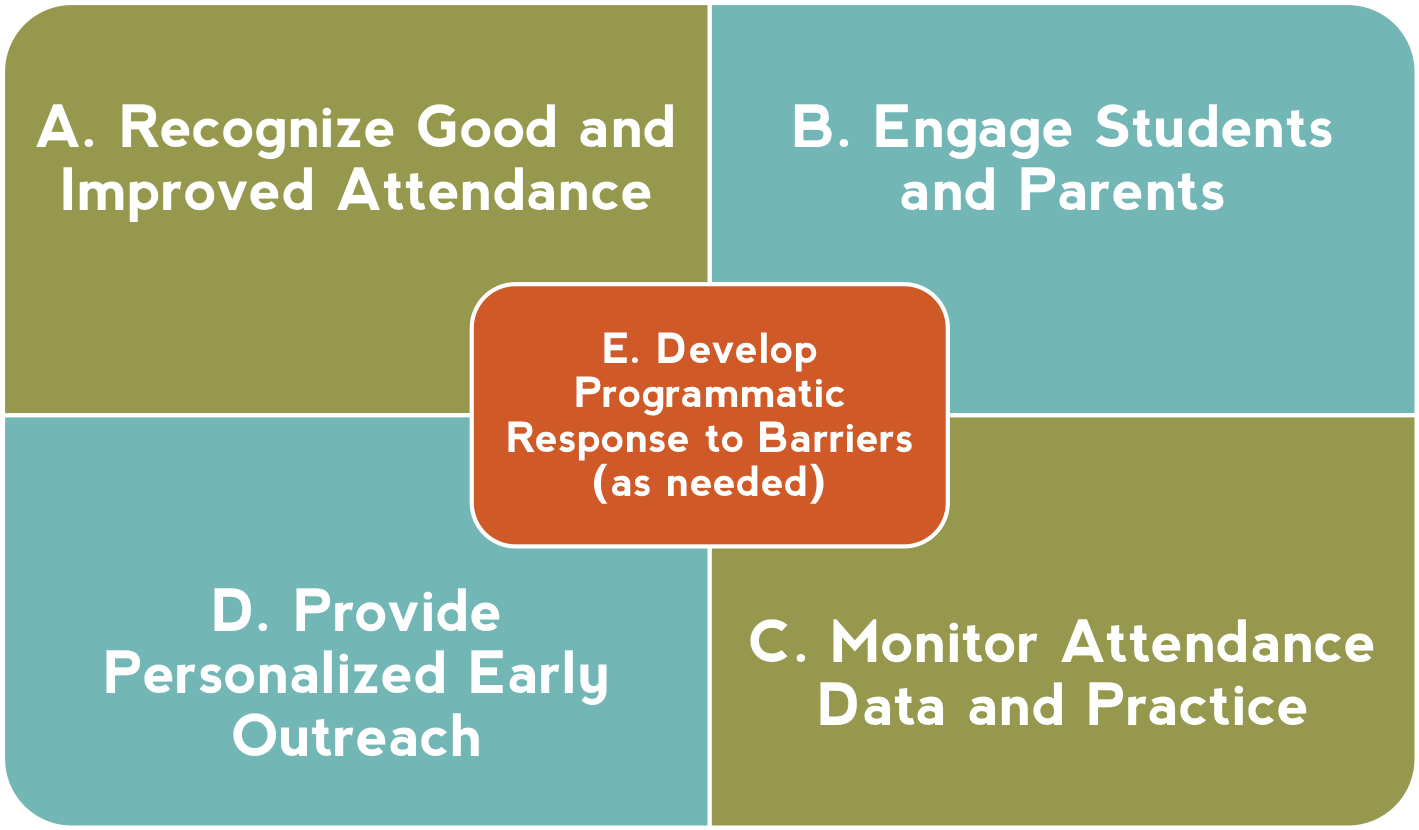 A. Recognize Good and
Improved Attendance
B. Engage Students
and Parents
E. Develop
Programmatic
Response to Barriers
(as needed)
D. Provide
Personalized Early
Outreach
C. Monitor Attendance
Data and Practice